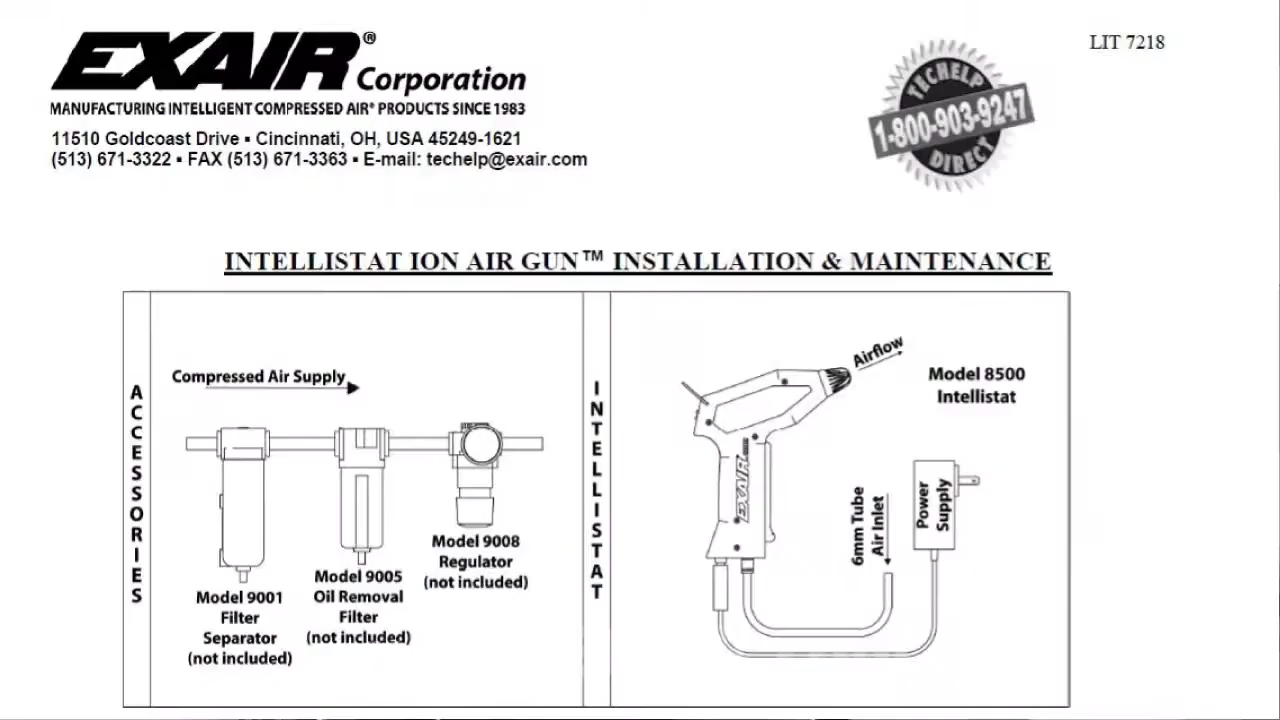 EXAIR® Corporation
LIT 7218
MANUFACTURING INTELLIGENT COMPRESSED AIR® PRODUCTS SINCE 1983
11510 Goldcoast Drive ▪ Cincinnati, OH, USA 45249-1621
(513) 671-3322 ▪ FAX (513) 671-3363 ▪ E-mail: techelp@exair.com
TECHELP
1-800-903-9247
DIRECT
INTELLISTAT ION AIR GUN™ INSTALLATION & MAINTENANCE
ACCESSORIES
Compressed Air Supply
Model 9001
Filter
Separator
(not included)
Model 9005
Oil Removal
Filter
(not included)
Model 9008
Regulator
(not included)
INTELLISTAT
Airflow
Model 8500
Intellistat
EXAIR
6mm Tube
Air Inlet
Power
Supply